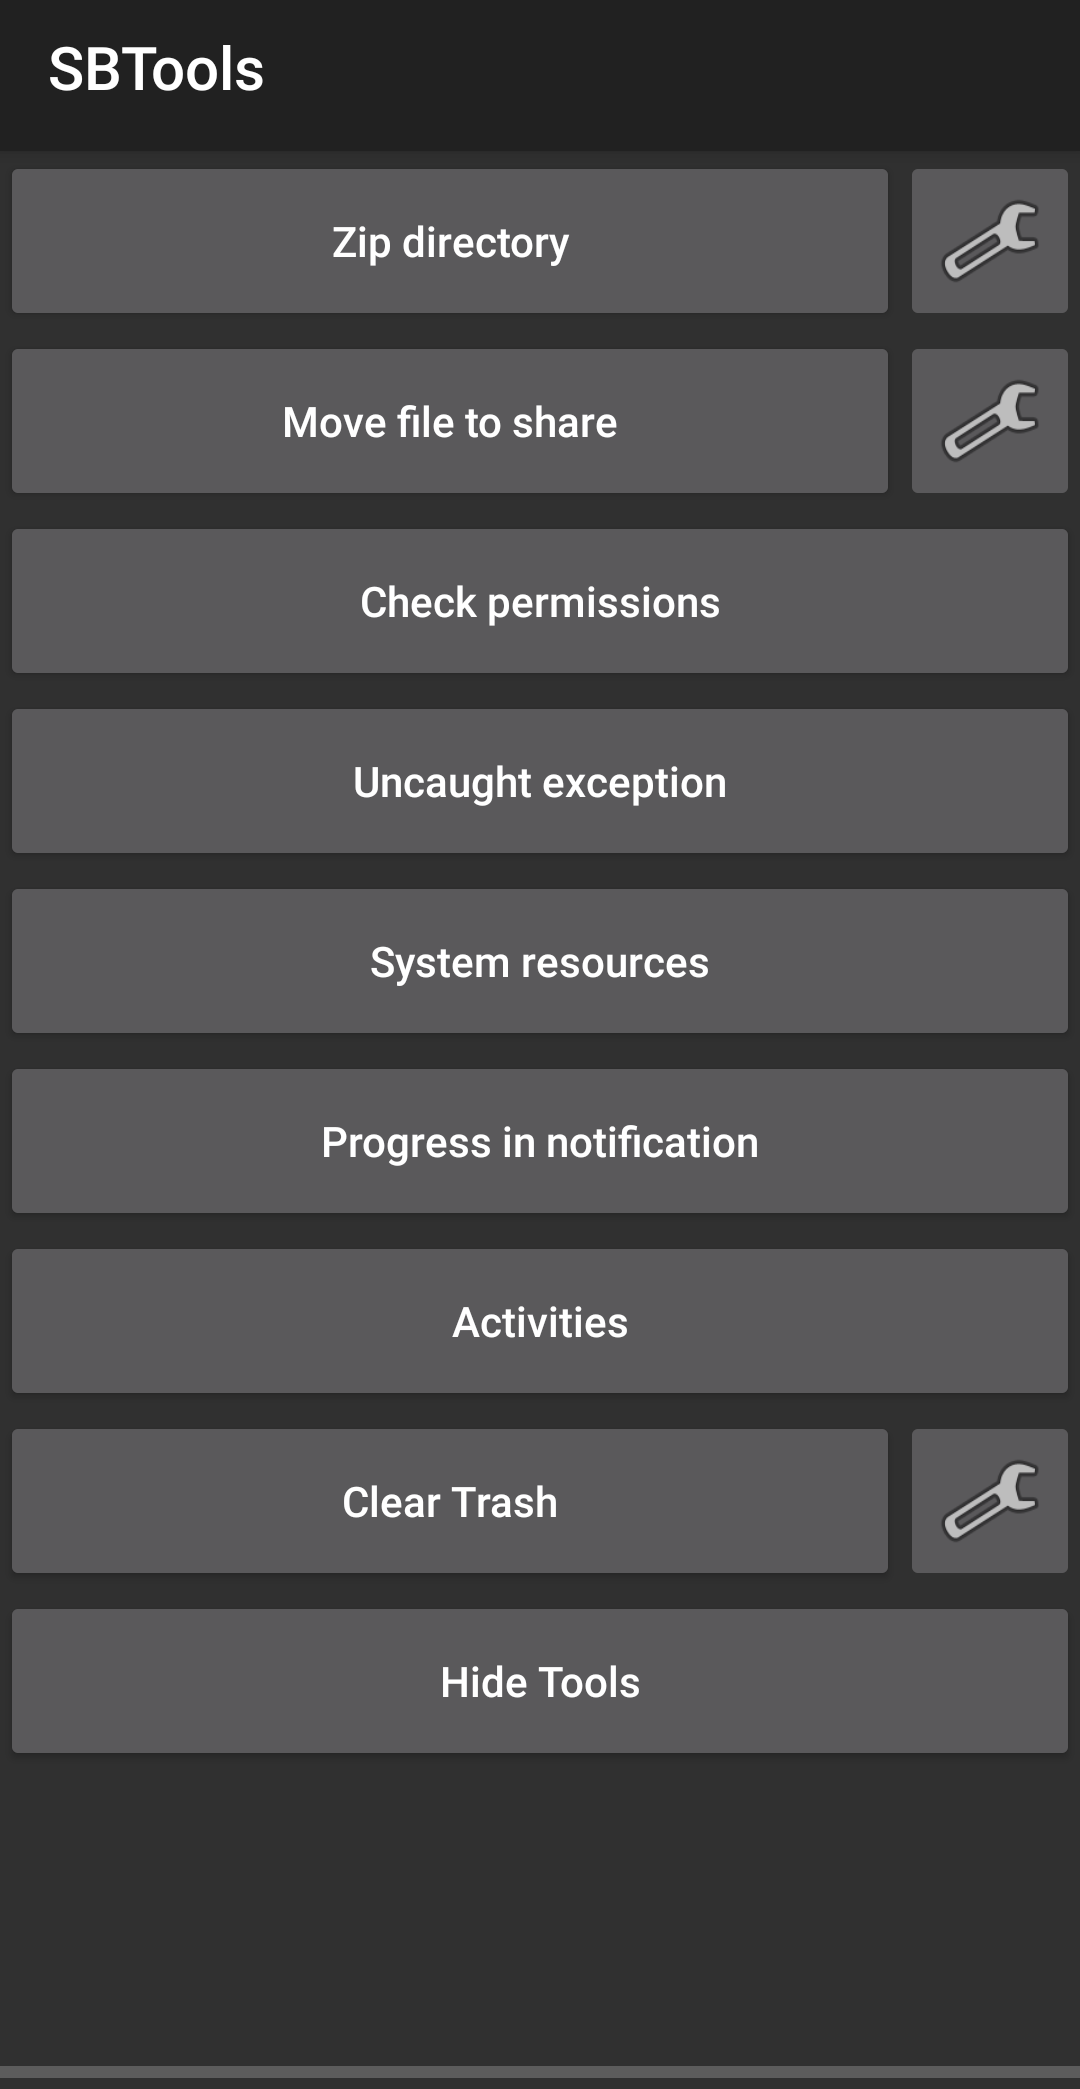 SBTools
Zip directory
Move file to share
Check permissions
Uncaught exception
System resources
Progress in notification
Activities
Clear Trash
Hide Tools